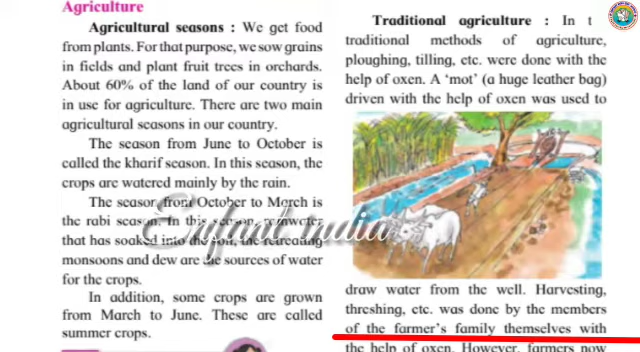 Agriculture
Agricultural seasons : We get food
from plants. For that purpose, we sow grains
in fields and plant fruit trees in orchards.
About 60% of the land of our country is
in use for agriculture. There are two main
agricultural seasons in our country.
The season from June to October is
called the kharif season. In this season, the
crops are watered mainly by the rain.
The season from October to March is
the rabi season. In this season, rainwater
that has soaked into the soil, the retreating
monsoons and dew are the sources of water
for the crops.
In addition, some crops are grown
from March to June. These are called
summer crops.
Traditional agriculture : In t
traditional methods of agriculture,
ploughing, tilling, etc. were done with the
help of oxen. A ‘mot’ (a huge leather bag)
driven with the help of oxen was used to
draw water from the well. Harvesting,
threshing, etc. was done by the members
of the farmer's family themselves with
the help of oxen. However, farmers now
Enfant india